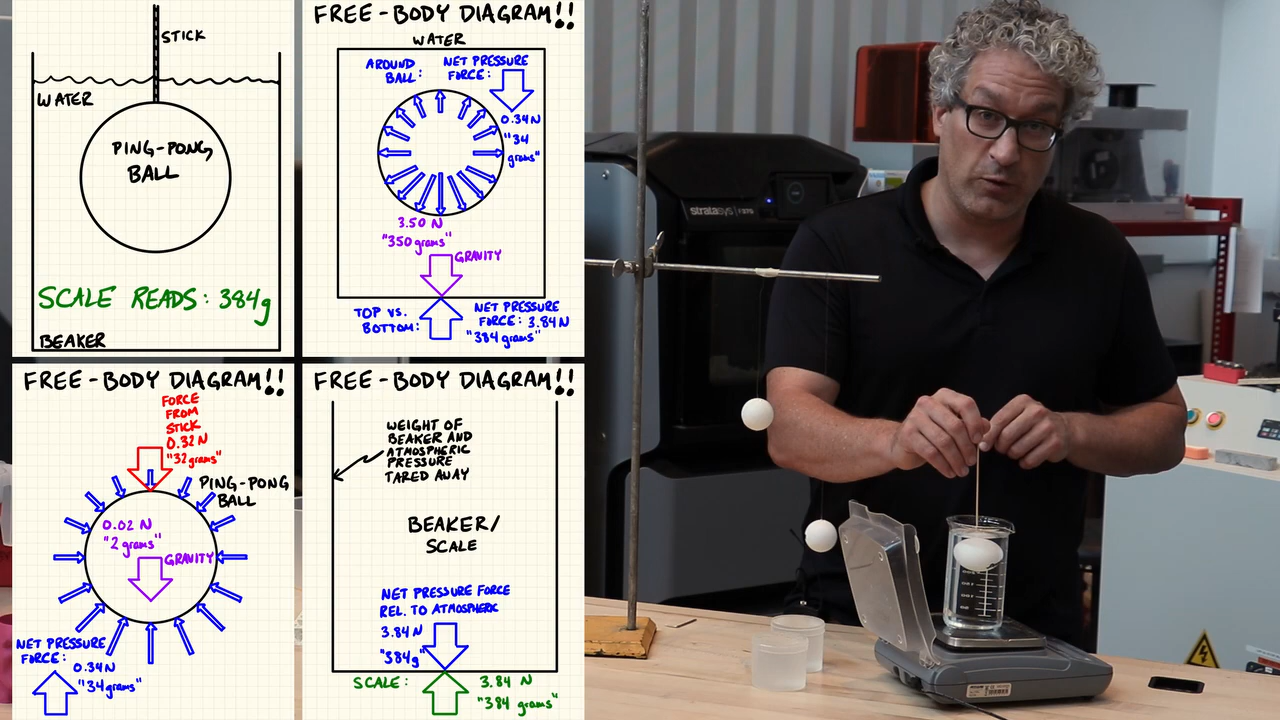 STICK
WATER
PING-PONG
BALL
SCALE READS: 384g
BEAKER
FREE-BODY DIAGRAM!!
WATER
AROUND
BALL:
NET PRESSURE
FORCE:
0.34N
"34
grams"
3.50 N
"350 grams"
GRAVITY
TOP VS.
BOTTOM:
NET PRESSURE
FORCE: 3.84N
"384 grams"
FREE-BODY DIAGRAM!!
FORCE
FROM
STICK
0.32 N
"32 grams"
PING-PONG
BALL
0.02 N
"2 grams"
GRAVITY
NET PRESSURE
FORCE:
0.34N
"34 grams"
FREE-BODY DIAGRAM!!
WEIGHT OF
BEAKER AND
ATMOSPHERIC
PRESSURE
TARED AWAY
BEAKER/
SCALE
NET PRESSURE FORCE
REL. TO ATMOSPHERIC
3.84 N
"384g"
SCALE:
3.84 N
"384 grams"
stratasys